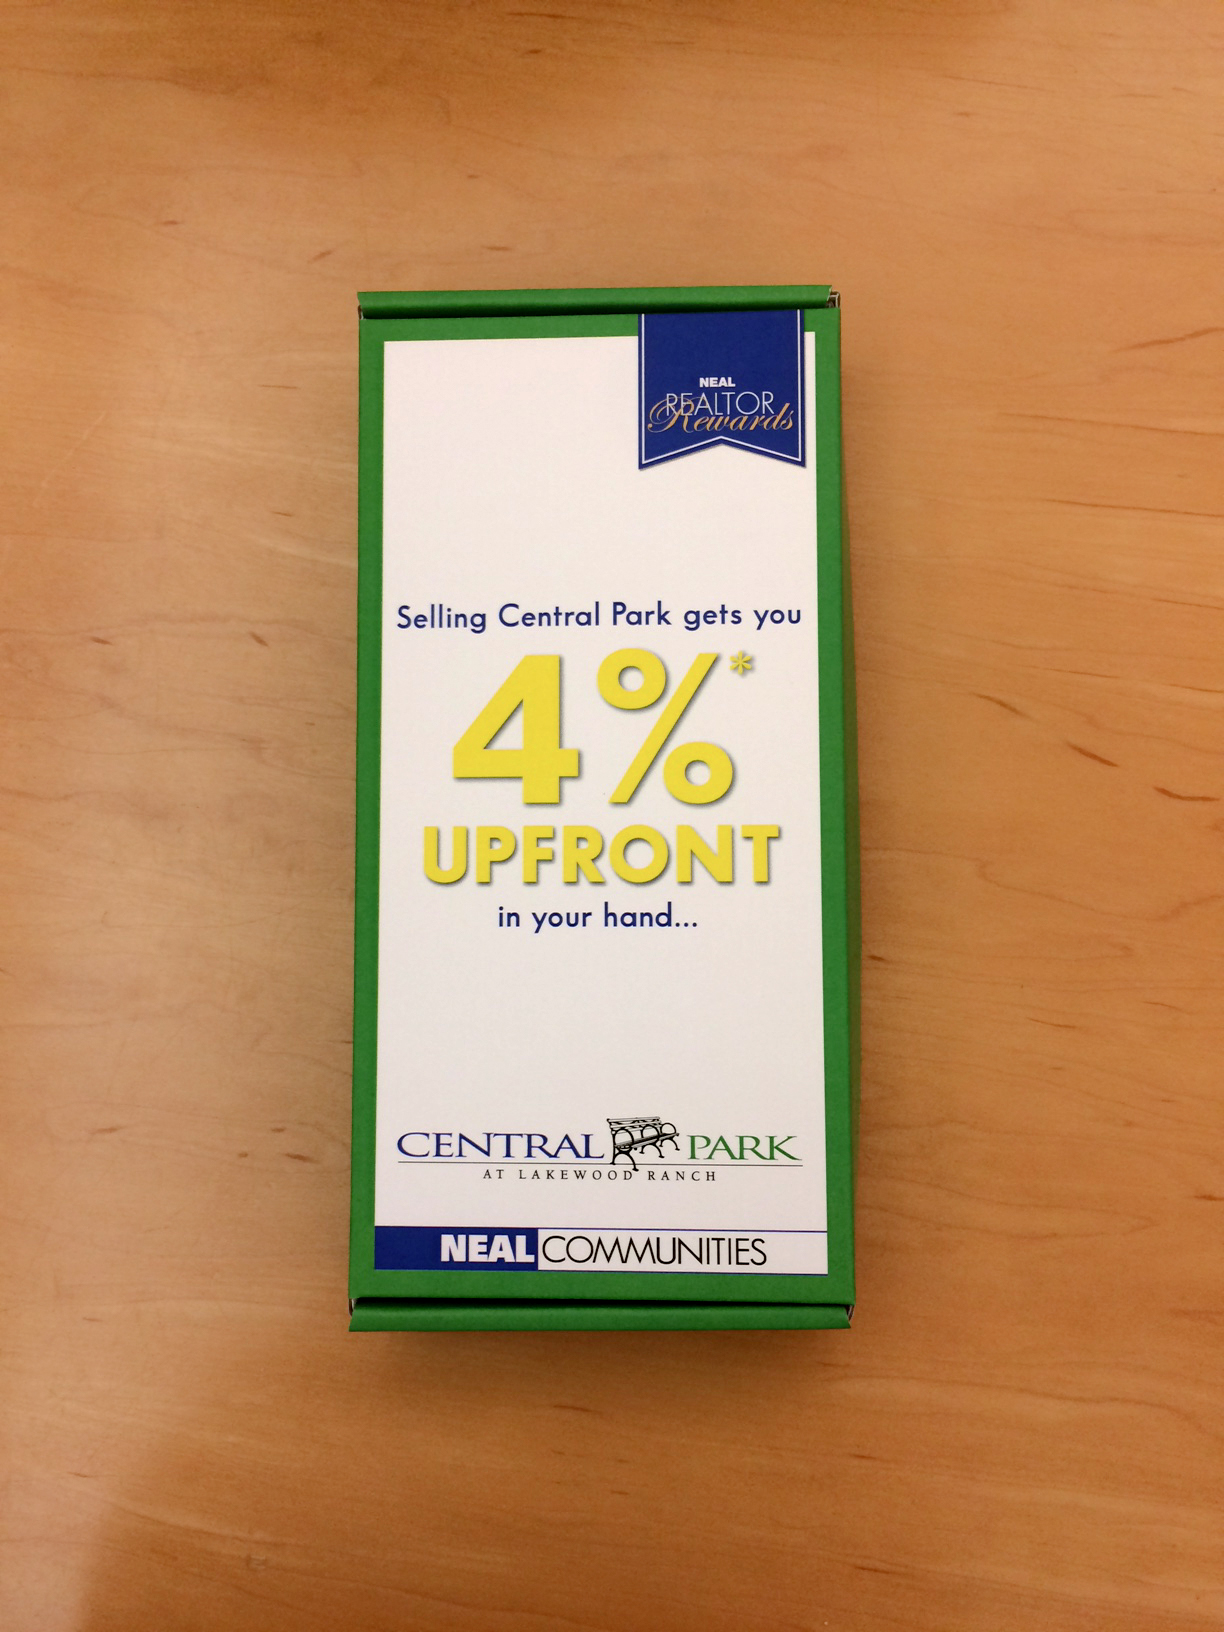 NEAL
REALTOR
Rewards
Selling Central Park gets you
4%*
UPFRONT
in your hand...
CENTRAL PARK
AT LAKEWOOD RANCH
NEAL COMMUNITIES